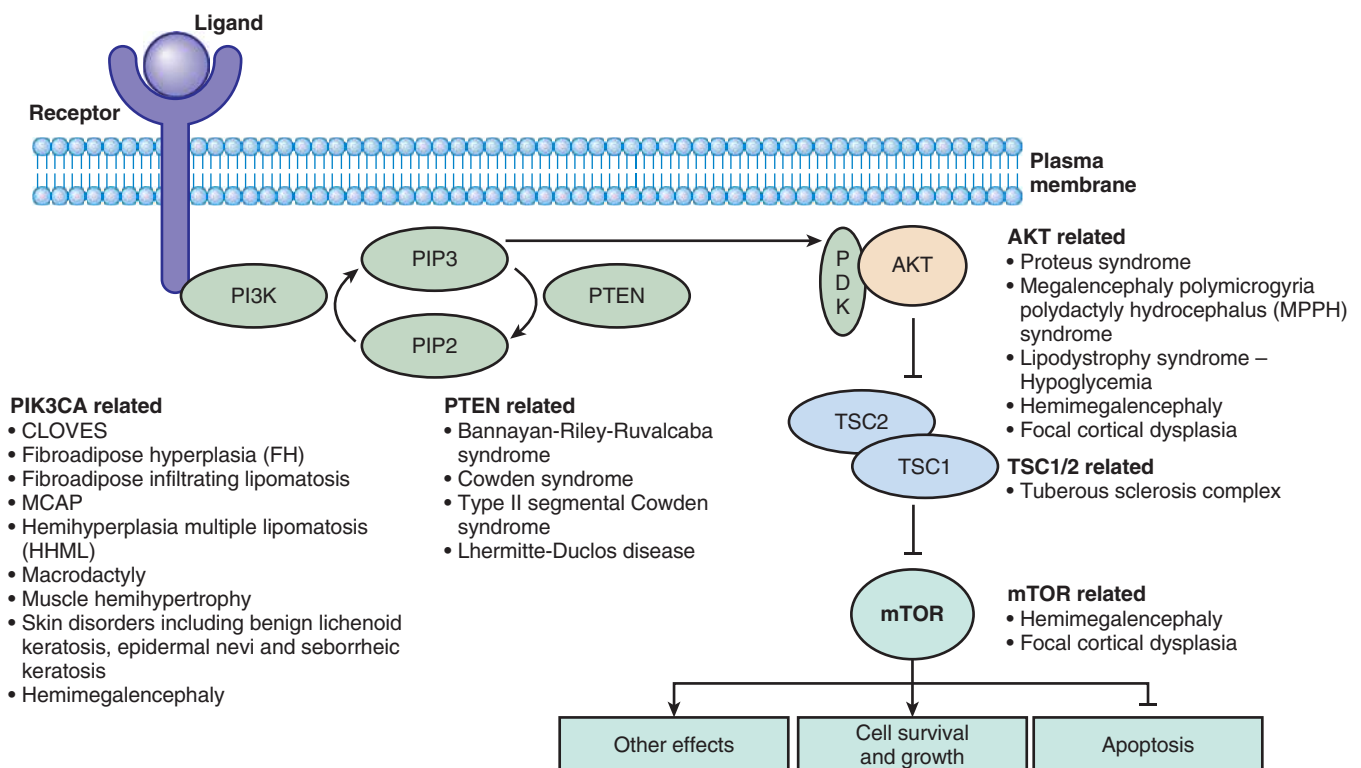 Ligand
Receptor
Plasma
membrane
PI3K
PIP3
PIP2
PTEN
P
D
K
AKT
AKT related
• Proteus syndrome
• Megalencephaly polymicrogyria
polydactyly hydrocephalus (MPPH)
syndrome
• Lipodystrophy syndrome –
Hypoglycemia
• Hemimegalencephaly
• Focal cortical dysplasia
PIK3CA related
• CLOVES
• Fibroadipose hyperplasia (FH)
• Fibroadipose infiltrating lipomatosis
• MCAP
• Hemihyperplasia multiple lipomatosis
(HHML)
• Macrodactyly
• Muscle hemihypertrophy
• Skin disorders including benign lichenoid
keratosis, epidermal nevi and seborrheic
keratosis
• Hemimegalencephaly
PTEN related
• Bannayan-Riley-Ruvalcaba
syndrome
• Cowden syndrome
• Type II segmental Cowden
syndrome
• Lhermitte-Duclos disease
TSC2
TSC1
TSC1/2 related
• Tuberous sclerosis complex
mTOR
mTOR related
• Hemimegalencephaly
• Focal cortical dysplasia
Other effects
Cell survival
and growth
Apoptosis